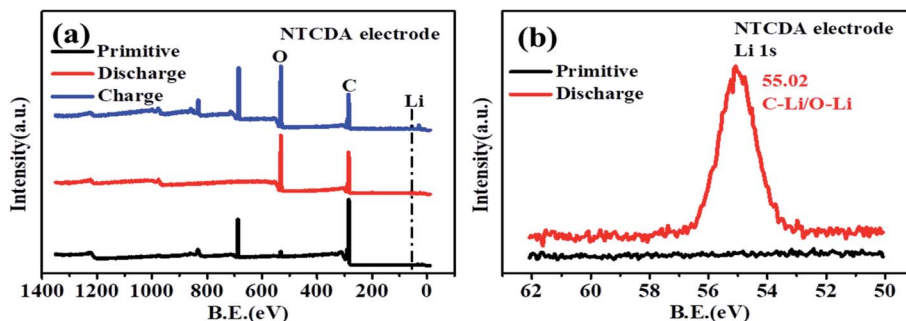 (a)
NTCDA electrode
Primitive
Discharge
Charge
O
C
Li
Intensity(a.u.)
1400 1200 1000 800 600 400 200 0
B.E.(eV)
(b)
NTCDA electrode
Li 1s
Primitive
Discharge
55.02
C-Li/O-Li
Intensity(a.u.)
62 60 58 56 54 52 50
B.E.(eV)